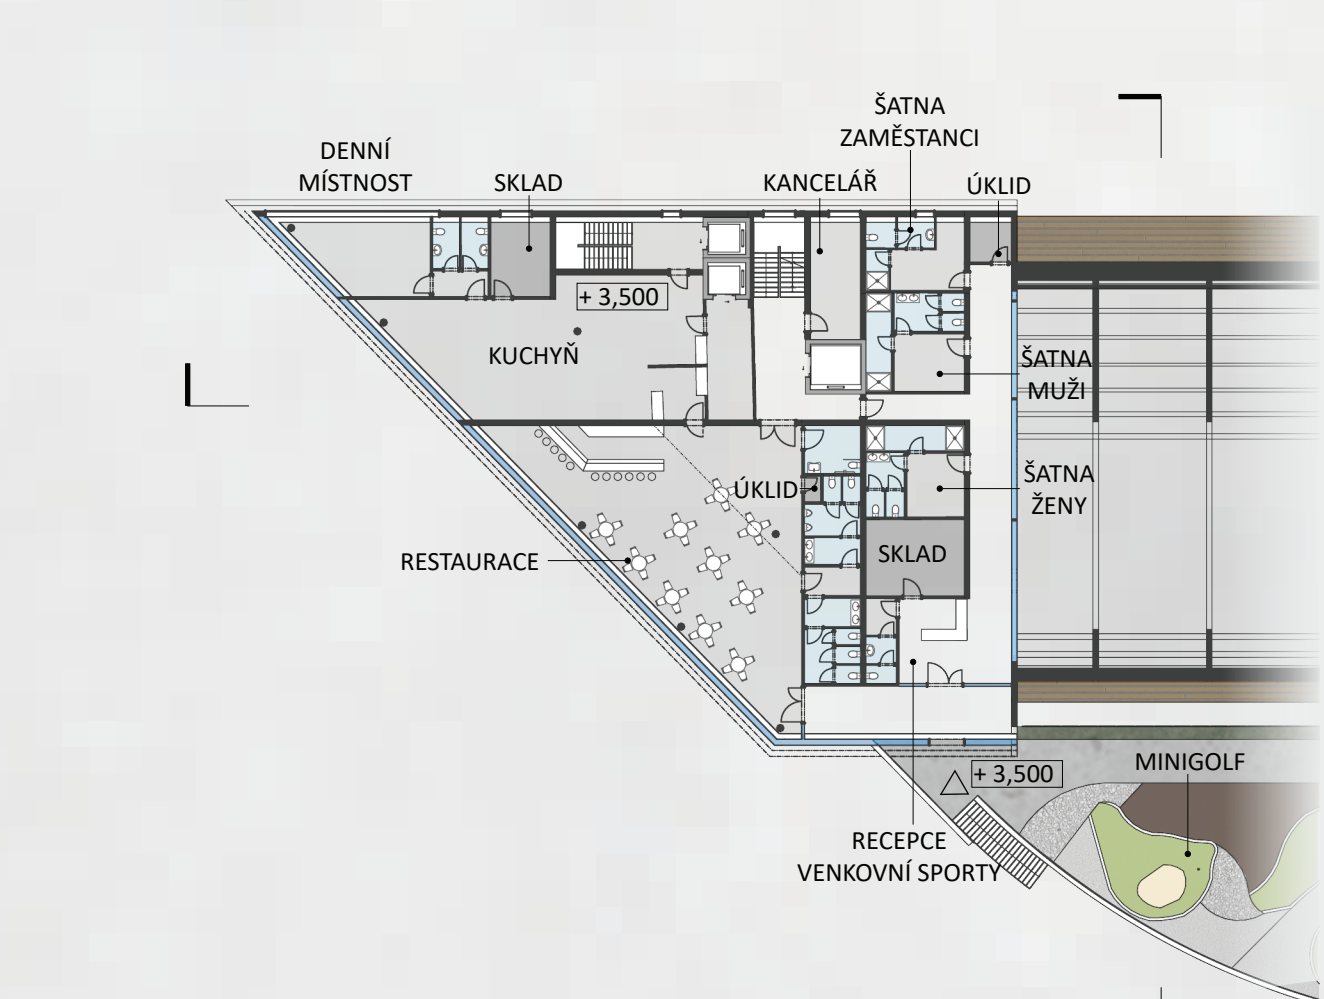 ŠATNA
ZAMĚSTANCI
DENNÍ
MÍSTNOST
SKLAD
KANCELÁŘ
ÚKLID
+ 3,500
KUCHYŇ
ŠATNA
MUŽI
ÚKLID
ŠATNA
ŽENY
RESTAURACE
SKLAD
+ 3,500
MINIGOLF
RECEPCE
VENKOVNÍ SPORTY